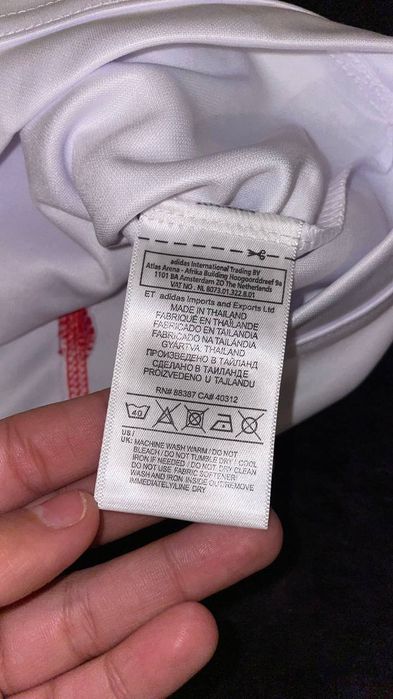 adidas International Trading BV
Atlas Arena - Afrika Building Hoogoorddreef 9a
1101 BA Amsterdam ZO The Netherlands
VAT NO . NL 8073.01.322.B.01
ET adidas Imports and Exports Ltd
MADE IN THAILAND
FABRIQUÉ EN THAÏLANDE
FABRICADO EN TAILANDIA
FABRICADO NA TAILÂNDIA
GYÁRTVA: THAILAND
ПРОИЗВЕДЕНО В ТАЙЛАНД
СДЕЛАНО В ТАИЛАНДЕ
PROIZVEDENO U TAJLANDU
RN# 88387 CA# 40312
40
US /
UK: MACHINE WASH WARM / DO NOT
BLEACH / DO NOT TUMBLE DRY / COOL
IRON IF NEEDED / DO NOT DRY CLEAN
DO NOT USE FABRIC SOFTENER/
WASH AND IRON INSIDE OUT/REMOVE
IMMEDIATELY/LINE DRY